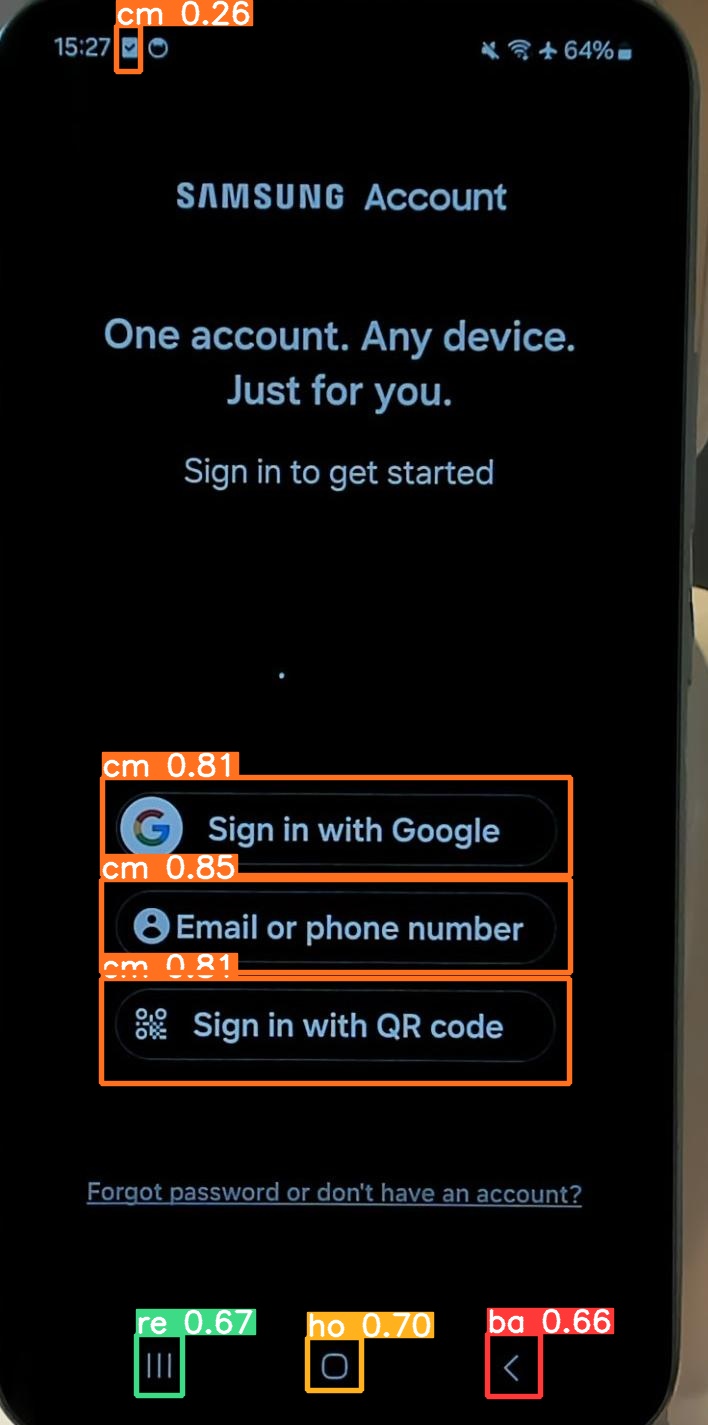 cm 0.26
15:27
64%
SAMSUNG Account
One account. Any device.
Just for you.
Sign in to get started
cm 0.81
Sign in with Google
cm 0.85
Email or phone number
cm 0.81
Sign in with QR code
Forgot password or don't have an account?
re 0.67
ho 0.70
ba 0.66